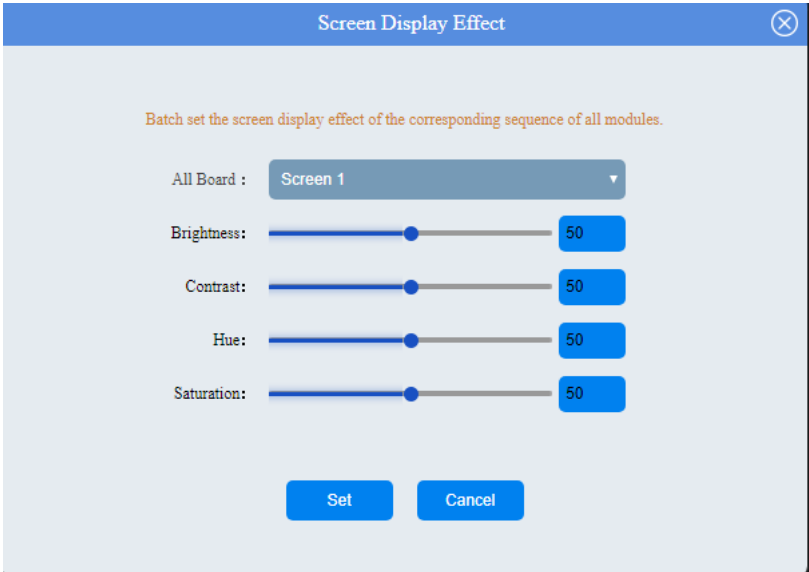 Screen Display Effect
Batch set the screen display effect of the corresponding sequence of all modules.
All Board : Screen 1
Brightness: 50
Contrast: 50
Hue: 50
Saturation: 50
Set Cancel